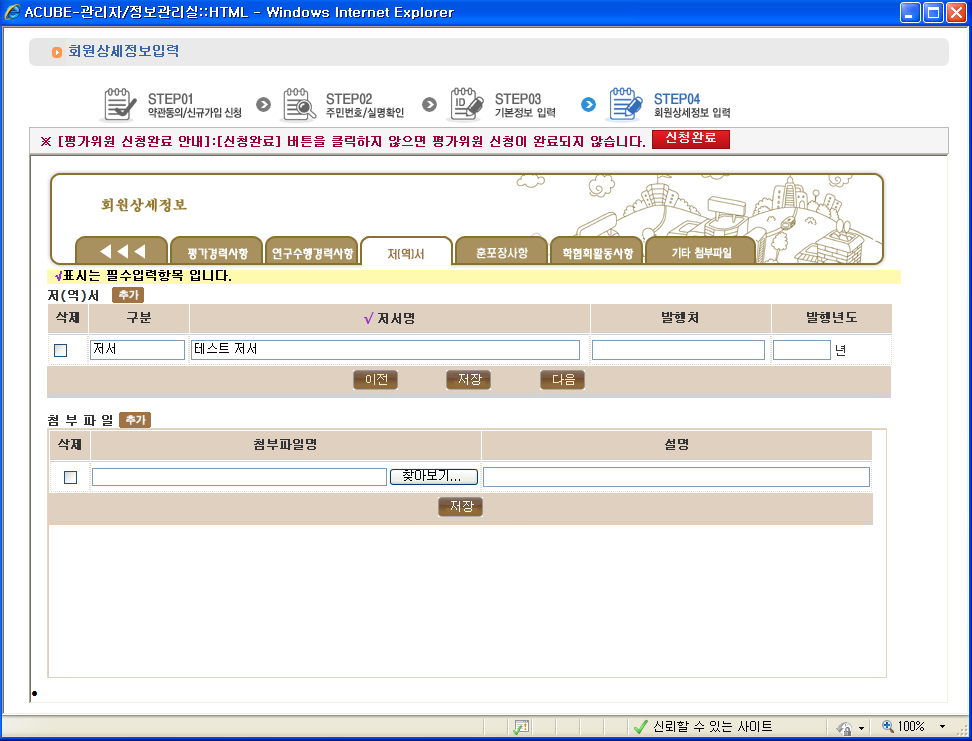 ACUBE-관리자/정보관리실::HTML - Windows Internet Explorer
회원상세정보입력
STEP01
약관동의/신규가입 신청
STEP02
주민번호/실명확인
STEP03
기본정보 입력
STEP04
회원상세정보 입력
※ [평가위원 신청완료 안내]:[신청완료] 버튼을 클릭하지 않으면 평가위원 신청이 완료되지 않습니다. 신청완료
회원상세정보
평가경력사항 연구수행경력사항 저(역)서 훈포장사항 학협회활동사항 기타 첨부파일
√표시는 필수입력항목 입니다.
저(역)서 추가
삭제 구분 √ 저서명 발행처 발행년도
저서 테스트 저서 년
이전 저장 다음
첨 부 파 일 추가
삭제 첨부파일명 설명
찾아보기...
저장
신뢰할 수 있는 사이트 100%